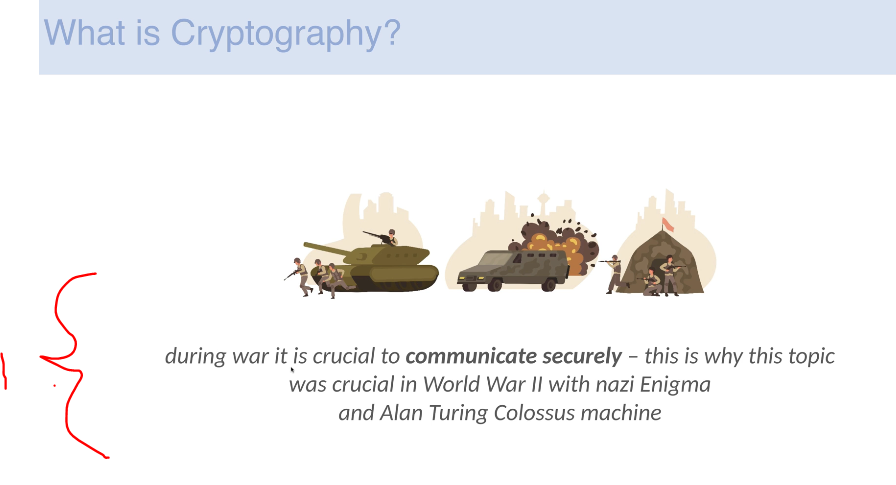 What is Cryptography?
during war it is crucial to communicate securely – this is why this topic
was crucial in World War II with nazi Enigma
and Alan Turing Colossus machine